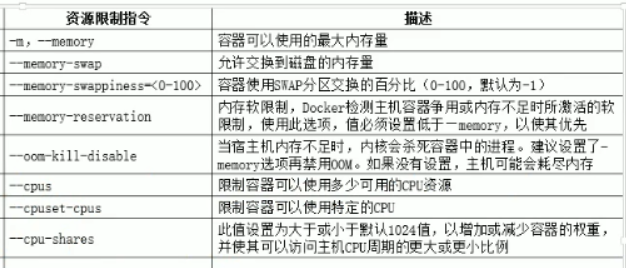 资源限制指令 描述
-m, --memory 容器可以使用的最大内存量
--memory-swap 允许交换到磁盘的内存量
--memory-swappiness=<0-100> 容器使用SWAP分区交换的百分比（0-100，默认为-1）
--memory-reservation 内存软限制，Docker检测主机容器争用或内存不足时所激活的软
限制，使用此选项，值必须设置低于—memory，以使其优先
--oom-kill-disable 当宿主机内存不足时，内核会杀死容器中的进程。建议设置了-
memory选项再禁用OOM。如果没有设置，主机可能会耗尽内存
--cpus 限制容器可以使用多少可用的CPU资源
--cpuset-cpus 限制容器可以使用特定的CPU
--cpu-shares 此值设置为大于或小于默认1024值，以增加或减少容器的权重，
并使其可以访问主机CPU周期的更大或更小比例